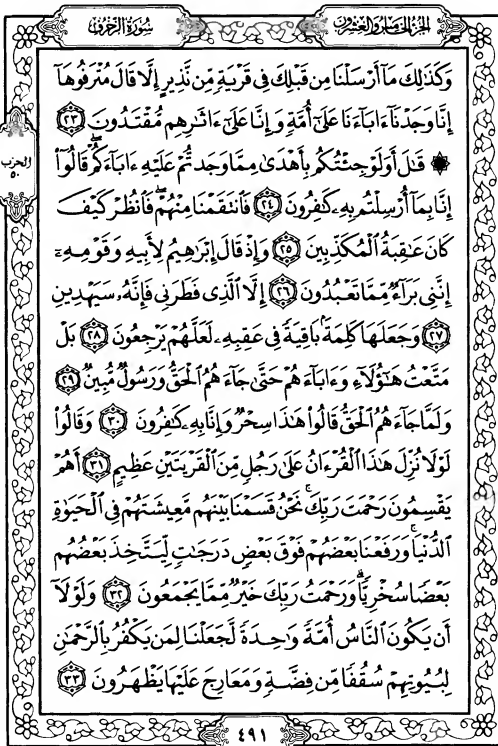 الجزء الخامس والعشرون سورة الزخرف
وَكَذَٰلِكَ مَآ أَرْسَلْنَا مِن قَبْلِكَ فِى قَرْيَةٍ مِّن نَّذِيرٍ إِلَّا قَالَ مُتْرَفُوهَآ
إِنَّا وَجَدْنَآ ءَابَآءَنَا عَلَىٰٓ أُمَّةٍ وَإِنَّا عَلَىٰٓ ءَاثَٰرِهِم مُّقْتَدُونَ ٢٣
۞ قَٰلَ أَوَلَوْ جِئْتُكُم بِأَهْدَىٰ مِمَّا وَجَدتُّمْ عَلَيْهِ ءَابَآءَكُمْ ۖ قَالُوٓا۟
الحزب ٥٠
إِنَّا بِمَآ أُرْسِلْتُم بِهِۦ كَٰفِرُونَ ٢٤ فَٱنتَقَمْنَا مِنْهُمْ ۖ فَٱنظُرْ كَيْفَ
كَانَ عَٰقِبَةُ ٱلْمُكَذِّبِينَ ٢٥ وَإِذْ قَالَ إِبْرَٰهِيمُ لِأَبِيهِ وَقَوْمِهِۦٓ
إِنَّنِى بَرَآءٌ مِّمَّا تَعْبُدُونَ ٢٦ إِلَّا ٱلَّذِى فَطَرَنِى فَإِنَّهُۥ سَيَهْدِينِ
٢٧ وَجَعَلَهَا كَلِمَةًۢ بَاقِيَةً فِى عَقِبِهِۦ لَعَلَّهُمْ يَرْجِعُونَ ٢٨ بَلْ
مَتَّعْتُ هَٰٓؤُلَآءِ وَءَابَآءَهُمْ حَتَّىٰ جَآءَهُمُ ٱلْحَقُّ وَرَسُولٌ مُّبِينٌ ٢٩
وَلَمَّا جَآءَهُمُ ٱلْحَقُّ قَالُوا۟ هَٰذَا سِحْرٌ وَإِنَّا بِهِۦ كَٰفِرُونَ ٣٠ وَقَالُوا۟
لَوْلَا نُزِّلَ هَٰذَا ٱلْقُرْءَانُ عَلَىٰ رَجُلٍ مِّنَ ٱلْقَرْيَتَيْنِ عَظِيمٍ ٣١ أَهُمْ
يَقْسِمُونَ رَحْمَتَ رَبِّكَ ۚ نَحْنُ قَسَمْنَا بَيْنَهُم مَّعِيشَتَهُمْ فِى ٱلْحَيَوٰةِ
ٱلدُّنْيَا ۚ وَرَفَعْنَا بَعْضَهُمْ فَوْقَ بَعْضٍ دَرَجَٰتٍ لِّيَتَّخِذَ بَعْضُهُم
بَعْضًا سُخْرِيًّا ۗ وَرَحْمَتُ رَبِّكَ خَيْرٌ مِّمَّا يَجْمَعُونَ ٣٢ وَلَوْلَآ
أَن يَكُونَ ٱلنَّاسُ أُمَّةً وَٰحِدَةً لَّجَعَلْنَا لِمَن يَكْفُرُ بِٱلرَّحْمَٰنِ
لِبُيُوتِهِمْ سُقُفًا مِّن فِضَّةٍ وَمَعَارِجَ عَلَيْهَا يَظْهَرُونَ ٣٣
٤٩١